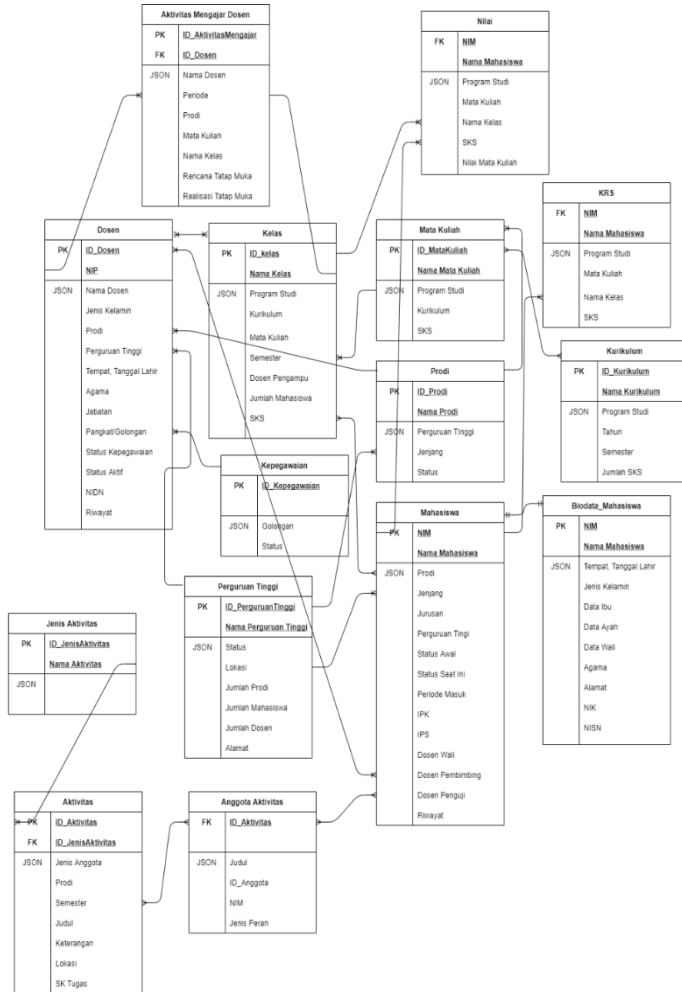 Aktivitas Mengajar Dosen
PK ID_AktivitasMengajar
FK ID_Dosen
JSON Nama Dosen
Periode
Prodi
Mata Kuliah
Nama Kelas
Rencana Tatap Muka
Realisasi Tatap Muka
Nilai
FK NIM
Nama Mahasiswa
JSON Program Studi
Mata Kuliah
Nama Kelas
SKS
Nilai Mata Kuliah
KRS
FK NIM
Nama Mahasiswa
JSON Program Studi
Mata Kuliah
Nama Kelas
SKS
Dosen
PK ID_Dosen
NIP
JSON Nama Dosen
Jenis Kelamin
Prodi
Perguruan Tinggi
Tempat, Tanggal Lahir
Agama
Jabatan
Pangkat/Golongan
Status Kepegawaian
Status Aktif
NIDN
Riwayat
Kelas
PK ID_kelas
Nama Kelas
JSON Program Studi
Kurikulum
Mata Kuliah
Semester
Dosen Pengampu
Jumlah Mahasiswa
SKS
Mata Kuliah
PK ID_MataKuliah
Nama Mata Kuliah
JSON Program Studi
Kurikulum
SKS
Kurikulum
PK ID_Kurikulum
Nama Kurikulum
JSON Program Studi
Tahun
Semester
Jumlah SKS
Prodi
PK ID_Prodi
Nama Prodi
JSON Perguruan TInggi
Jenjang
Status
Kepegawaian
PK ID_Kepegawaian
JSON Golongan
Status
Mahasiswa
PK NIM
Nama Mahasiswa
JSON Prodi
Jenjang
Jurusan
Perguruan Tingi
Status Awal
Status Saat Ini
Periode Masuk
IPK
IPS
Dosen Wali
Dosen Pembimbing
Dosen Penguji
Riwayat
Biodata_Mahasiswa
PK NIM
Nama Mahasiswa
JSON Tempat, Tanggal Lahir
Jenis Kelamin
Data Ibu
Data Ayah
Data Wali
Agama
Alamat
NIK
NISN
Perguruan Tinggi
PK ID_PerguruanTInggi
Nama Perguruan Tinggi
JSON Status
Lokasi
Jumlah Prodi
Jumlah Mahasiswa
Jumlah Dosen
Alamat
Jenis Aktivitas
PK ID_JenisAktivitas
Nama Aktivitas
JSON
Aktivitas
PK ID_Aktivitas
FK ID_JenisAktivitas
JSON Jenis Anggota
Prodi
Semester
Judul
Keterangan
Lokasi
SK Tugas
Anggota Aktivitas
FK ID_Aktivitas
JSON Judul
ID_Anggota
NIM
Jenis Peran